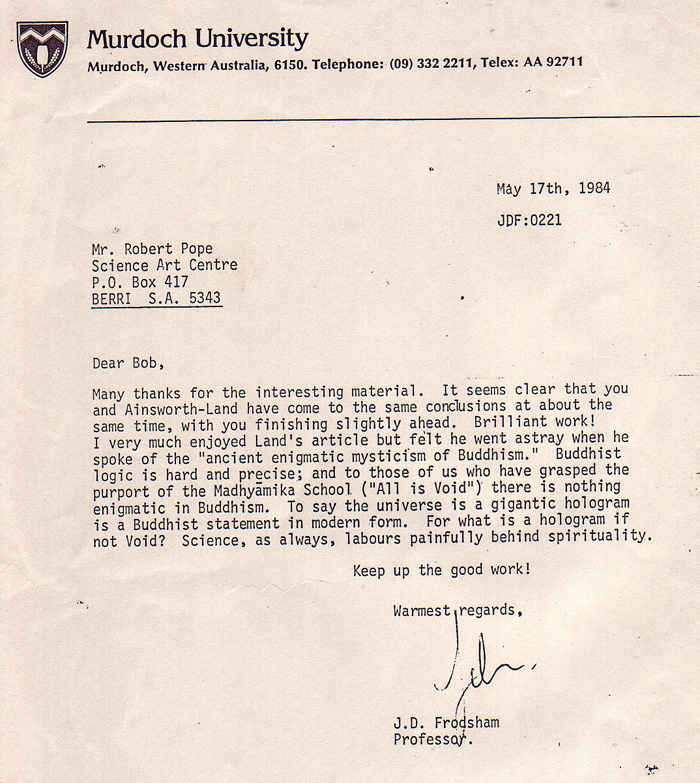 Murdoch University
Murdoch, Western Australia, 6150. Telephone: (09) 332 2211, Telex: AA 92711
May 17th, 1984
JDF:0221
Mr. Robert Pope
Science Art Centre
P.O. Box 417
BERRI S.A. 5343
Dear Bob,
Many thanks for the interesting material. It seems clear that you
and Ainsworth-Land have come to the same conclusions at about the
same time, with you finishing slightly ahead. Brilliant work!
I very much enjoyed Land's article but felt he went astray when he
spoke of the "ancient enigmatic mysticism of Buddhism." Buddhist
logic is hard and precise; and to those of us who have grasped the
purport of the Madhyāmika School ("All is Void") there is nothing
enigmatic in Buddhism. To say the universe is a gigantic hologram
is a Buddhist statement in modern form. For what is a hologram if
not Void? Science, as always, labours painfully behind spirituality.
Keep up the good work!
Warmest regards,
John.
J.D. Frodsham
Professor.